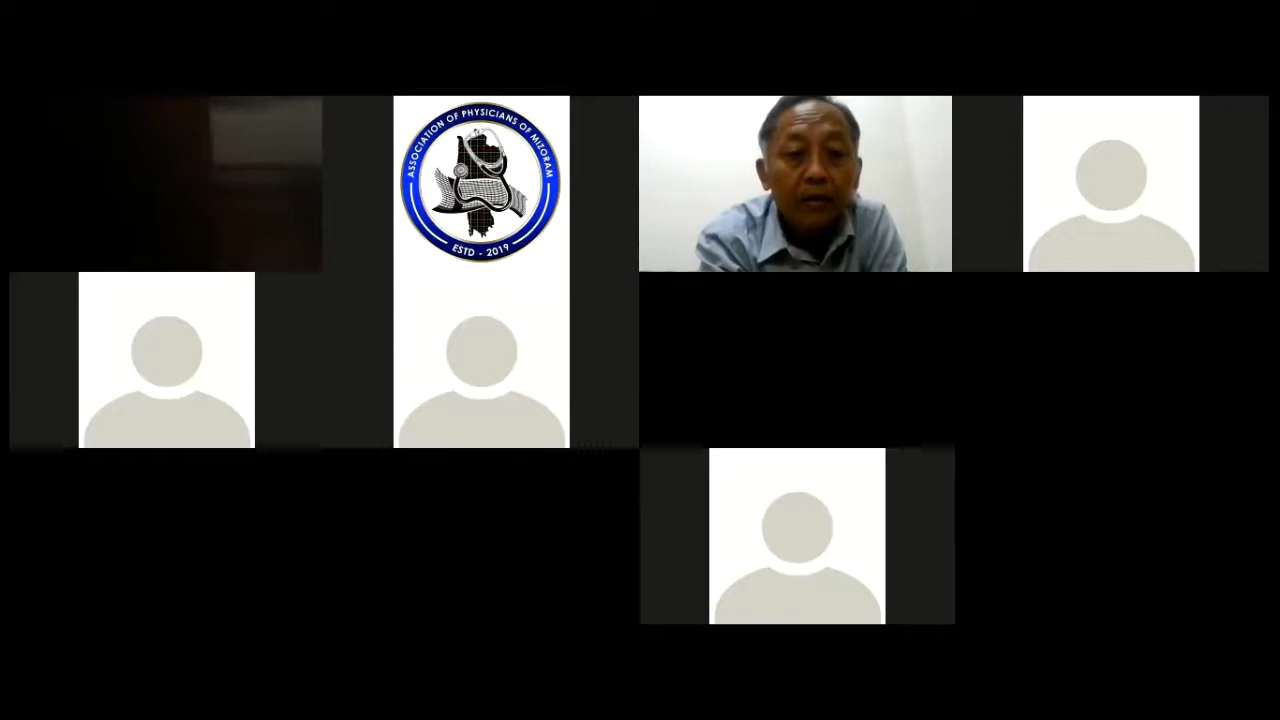 ASSOCIATION OF PHYSICIANS OF MIZORAM
ESTD - 2019